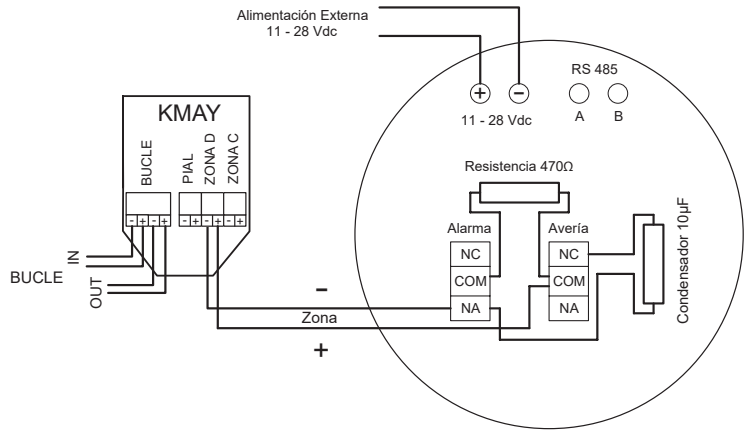 Alimentación Externa
11 - 28 Vdc
RS 485
+
-
11 - 28 Vdc
A
B
KMAY
BUCLE
PIAL
ZONA D
ZONA C
- + - +
- + - + - +
IN
BUCLE
OUT
Resistencia 470Ω
Alarma
NC
COM
NA
Avería
NC
COM
NA
Condensador 10µF
-
Zona
+